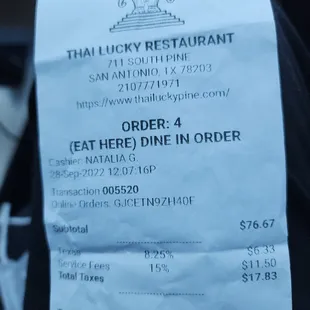 THAI LUCKY RESTAURANT
711 SOUTH PINE
SAN ANTONIO, TX 78203
2107771971
https://www.thailuckypine.com/
ORDER: 4
(EAT HERE) DINE IN ORDER
Cashier: NATALIA G.
28-Sep-2022 12:07:16P
Transaction 005520
Online Orders: GJCETN9ZH40F
Subtotal $76.67
Taxes 8.25% $6.33
Service Fees 15% $11.50
Total Taxes $17.83